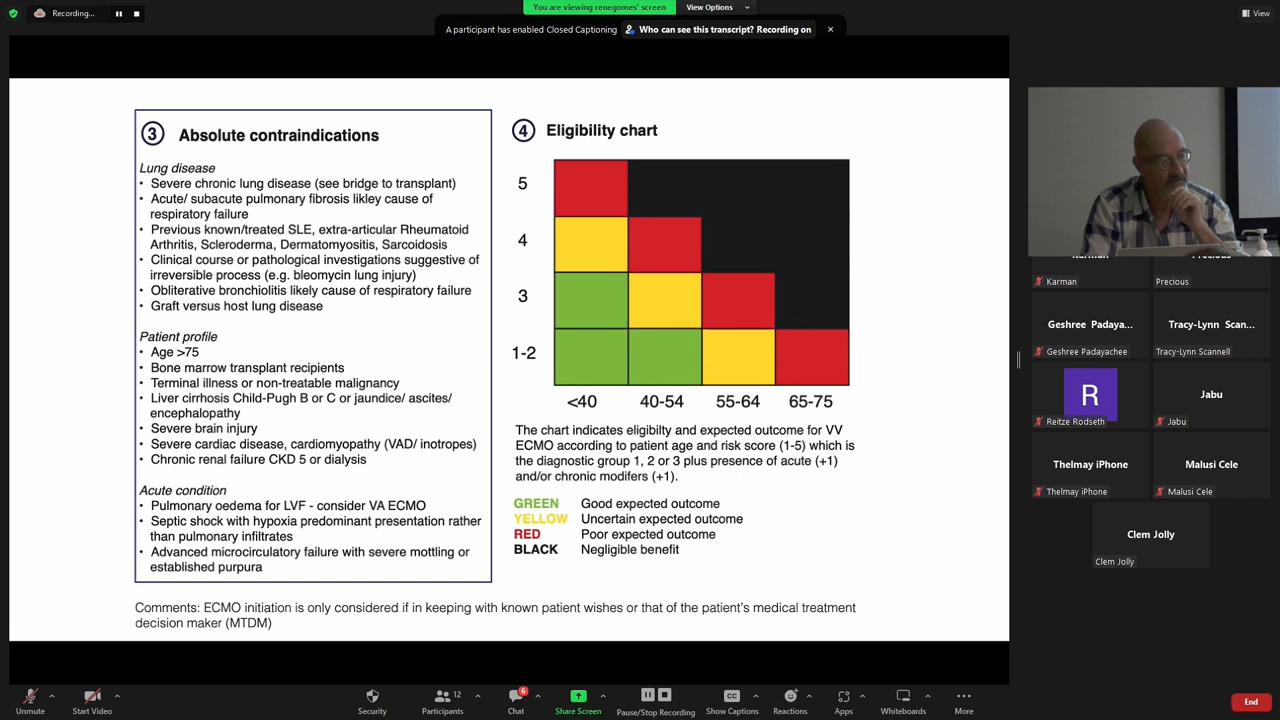 Recording...
You are viewing renegomes' screen
View Options
View
A participant has enabled Closed Captioning
Who can see this transcript? Recording on
3 Absolute contraindications
Lung disease
• Severe chronic lung disease (see bridge to transplant)
• Acute/ subacute pulmonary fibrosis likley cause of
respiratory failure
• Previous known/treated SLE, extra-articular Rheumatoid
Arthritis, Scleroderma, Dermatomyositis, Sarcoidosis
• Clinical course or pathological investigations suggestive of
irreversible process (e.g. bleomycin lung injury)
• Obliterative bronchiolitis likely cause of respiratory failure
• Graft versus host lung disease
Patient profile
• Age >75
• Bone marrow transplant recipients
• Terminal illness or non-treatable malignancy
• Liver cirrhosis Child-Pugh B or C or jaundice/ ascites/
encephalopathy
• Severe brain injury
• Severe cardiac disease, cardiomyopathy (VAD/ inotropes)
• Chronic renal failure CKD 5 or dialysis
Acute condition
• Pulmonary oedema for LVF - consider VA ECMO
• Septic shock with hypoxia predominant presentation rather
than pulmonary infiltrates
• Advanced microcirculatory failure with severe mottling or
established purpura
4 Eligibility chart
5
4
3
1-2
<40 40-54 55-64 65-75
The chart indicates eligibilty and expected outcome for VV
ECMO according to patient age and risk score (1-5) which is
the diagnostic group 1, 2 or 3 plus presence of acute (+1)
and/or chronic modifers (+1).
GREEN Good expected outcome
YELLOW Uncertain expected outcome
RED Poor expected outcome
BLACK Negligible benefit
Comments: ECMO initiation is only considered if in keeping with known patient wishes or that of the patient's medical treatment
decision maker (MTDM)
Karman Precious
Karman
Precious
Geshree Padaya...
Geshree Padayachee
Tracy-Lynn Scan...
Tracy-Lynn Scannell
R
Reitze Rodseth
Jabu
Jabu
Thelmay iPhone
Thelmay iPhone
Malusi Cele
Malusi Cele
Clem Jolly
Clem Jolly
Unmute
Start Video
Security
12
Participants
6
Chat
Share Screen
Pause/Stop Recording
CC
Show Captions
Reactions
Apps
Whiteboards
More
End